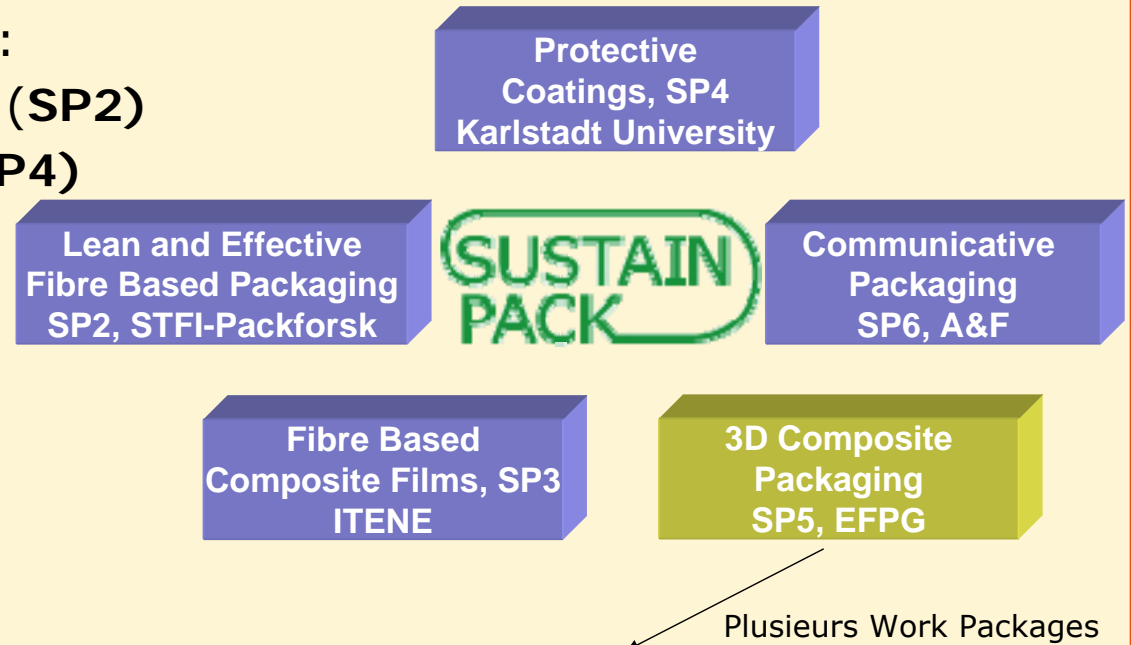 :
(SP2)
P4)
Protective
Coatings, SP4
Karlstadt University
Lean and Effective
Fibre Based Packaging
SP2, STFI-Packforsk
SUSTAIN
PACK
Communicative
Packaging
SP6, A&F
Fibre Based
Composite Films, SP3
ITENE
3D Composite
Packaging
SP5, EFPG
Plusieurs Work Packages